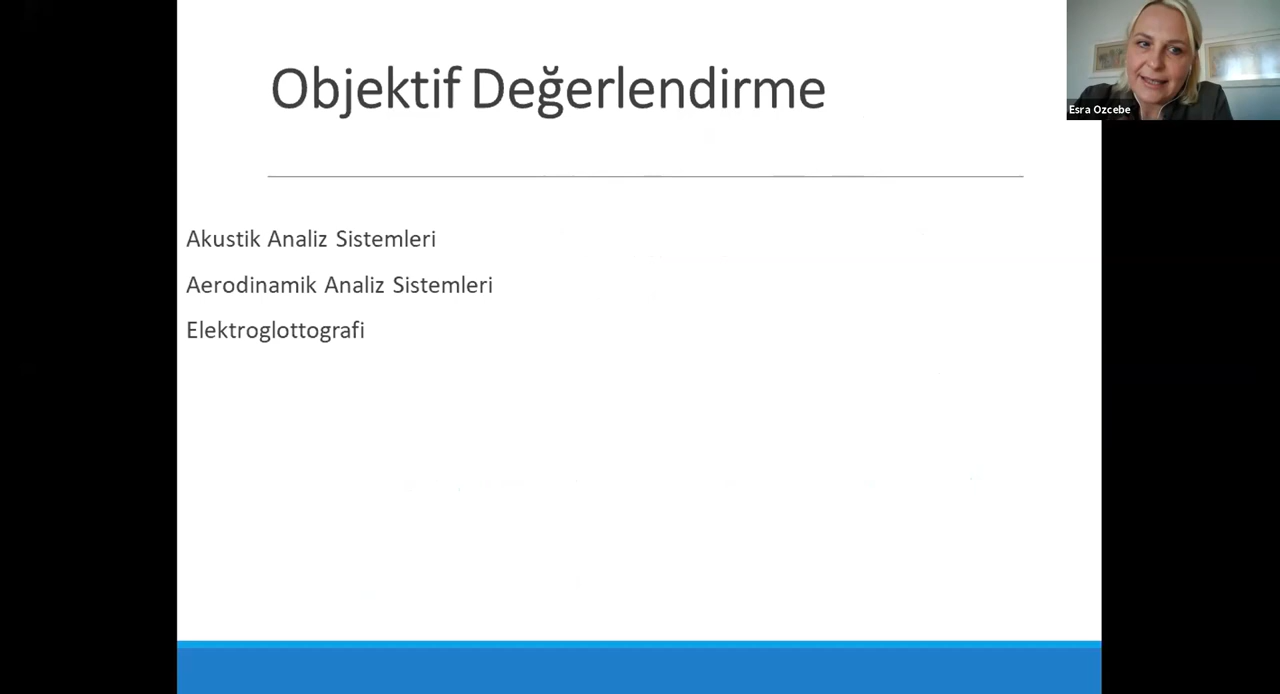 Objektif Değerlendirme
Esra Ozcebe
Akustik Analiz Sistemleri
Aerodinamik Analiz Sistemleri
Elektroglottografi